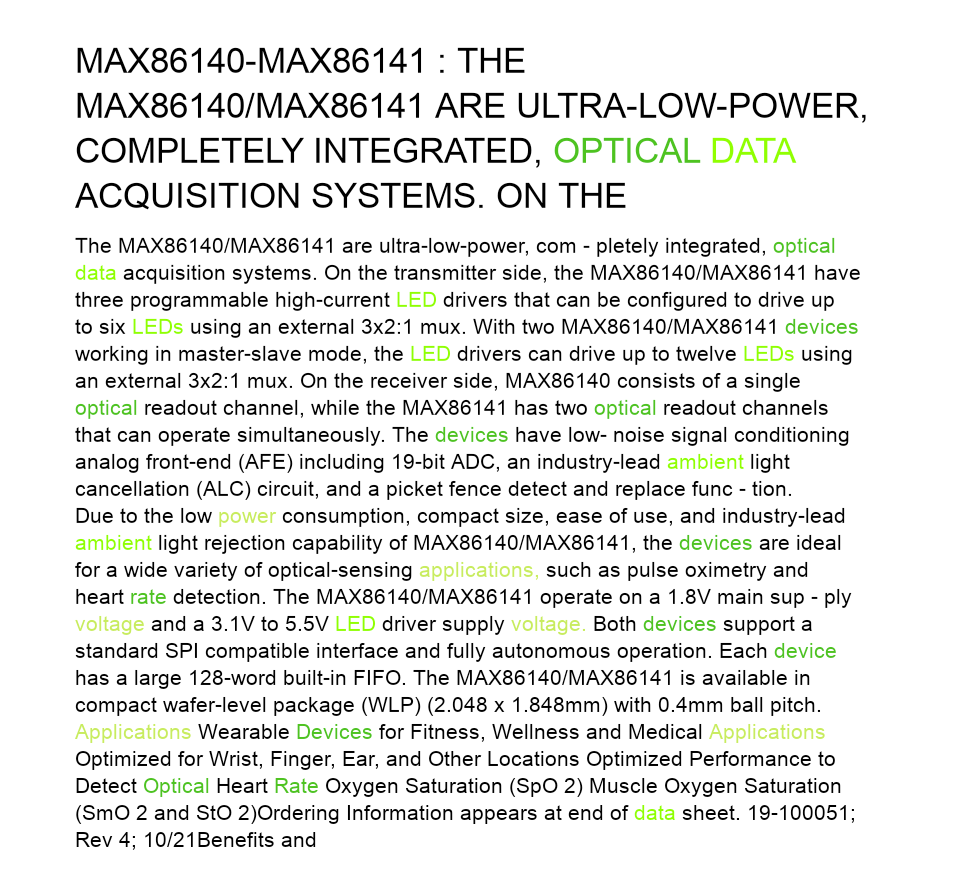 MAX86140-MAX86141 : THE
MAX86140/MAX86141 ARE ULTRA-LOW-POWER,
COMPLETELY INTEGRATED, OPTICAL DATA
ACQUISITION SYSTEMS. ON THE
The MAX86140/MAX86141 are ultra-low-power, com - pletely integrated, optical
data acquisition systems. On the transmitter side, the MAX86140/MAX86141 have
three programmable high-current LED drivers that can be configured to drive up
to six LEDs using an external 3x2:1 mux. With two MAX86140/MAX86141 devices
working in master-slave mode, the LED drivers can drive up to twelve LEDs using
an external 3x2:1 mux. On the receiver side, MAX86140 consists of a single
optical readout channel, while the MAX86141 has two optical readout channels
that can operate simultaneously. The devices have low- noise signal conditioning
analog front-end (AFE) including 19-bit ADC, an industry-lead ambient light
cancellation (ALC) circuit, and a picket fence detect and replace func - tion.
Due to the low power consumption, compact size, ease of use, and industry-lead
ambient light rejection capability of MAX86140/MAX86141, the devices are ideal
for a wide variety of optical-sensing applications, such as pulse oximetry and
heart rate detection. The MAX86140/MAX86141 operate on a 1.8V main sup - ply
voltage and a 3.1V to 5.5V LED driver supply voltage. Both devices support a
standard SPI compatible interface and fully autonomous operation. Each device
has a large 128-word built-in FIFO. The MAX86140/MAX86141 is available in
compact wafer-level package (WLP) (2.048 x 1.848mm) with 0.4mm ball pitch.
Applications Wearable Devices for Fitness, Wellness and Medical Applications
Optimized for Wrist, Finger, Ear, and Other Locations Optimized Performance to
Detect Optical Heart Rate Oxygen Saturation (SpO 2) Muscle Oxygen Saturation
(SmO 2 and StO 2)Ordering Information appears at end of data sheet. 19-100051;
Rev 4; 10/21Benefits and